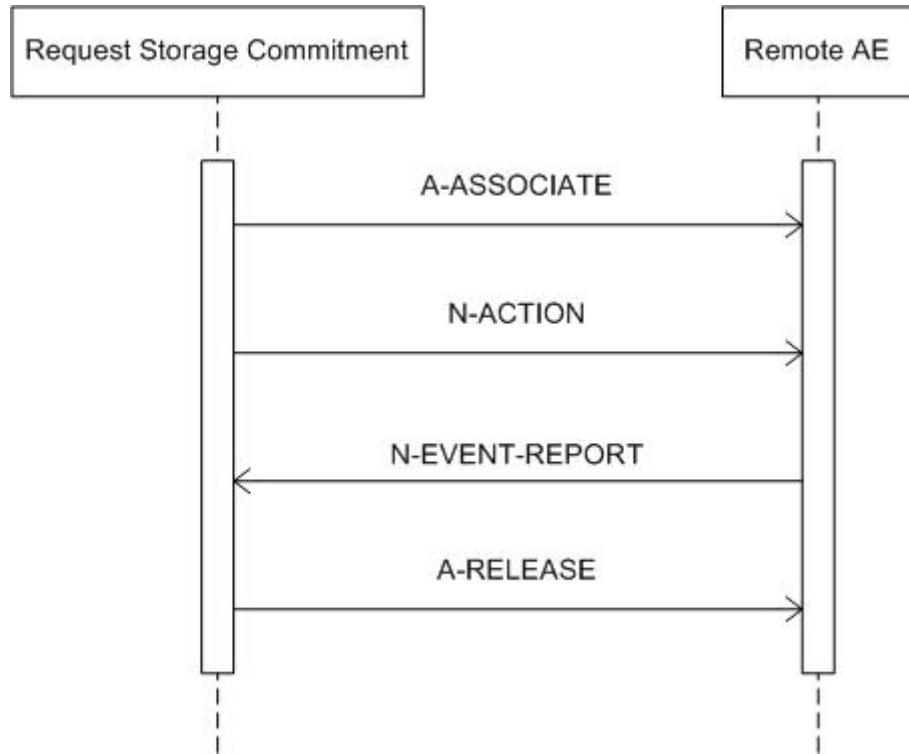 Request Storage Commitment
Remote AE
A-ASSOCIATE
N-ACTION
N-EVENT-REPORT
A-RELEASE